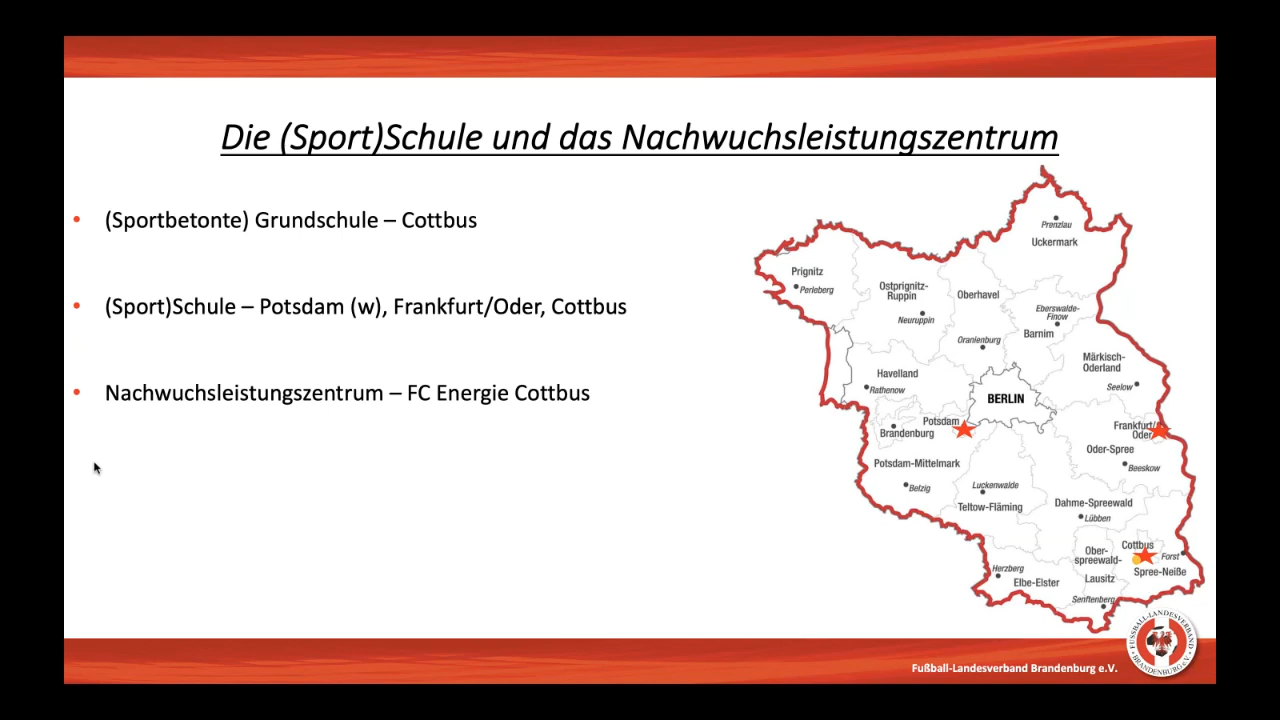 Die (Sport)Schule und das Nachwuchsleistungszentrum
• (Sportbetonte) Grundschule – Cottbus
• (Sport)Schule – Potsdam (w), Frankfurt/Oder, Cottbus
• Nachwuchsleistungszentrum – FC Energie Cottbus
Prenzlau
Uckermark
Prignitz
Perleberg
Ostprignitz-
Ruppin
Neuruppin
Oberhavel
Oranienburg
Eberswalde-
Finow
Barnim
Märkisch-
Oderland
Seelow
Havelland
Rathenow
BERLIN
Potsdam
Brandenburg
Frankfurt/
Oder
Oder-Spree
Beeskow
Potsdam-Mittelmark
Belzig
Luckenwalde
Teltow-Fläming
Dahme-Spreewald
Lübben
Cottbus
Ober-
spreewald-
Lausitz
Forst
Spree-Neiße
Herzberg
Elbe-Elster
Senftenberg
FUSSBALL-LANDESVERBAND
BRANDENBURG e.V.
Fußball-Landesverband Brandenburg e.V.